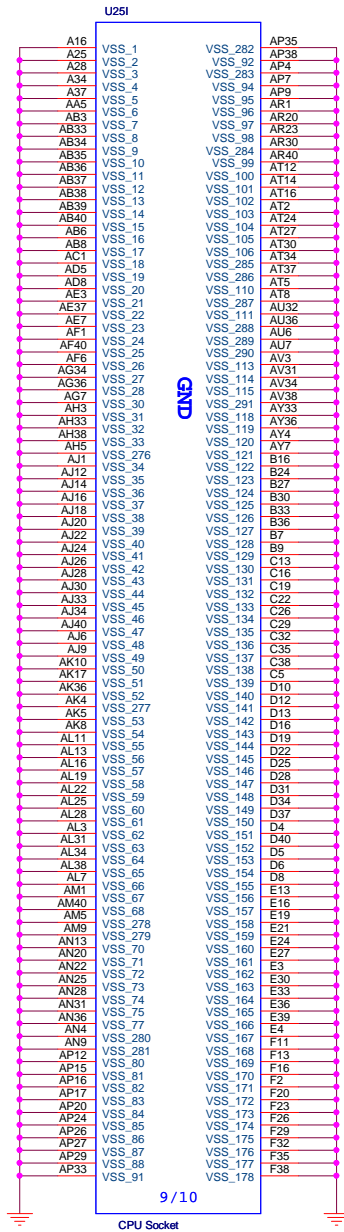 U25I
A16 VSS_1 VSS_282 AP35
A25 VSS_2 VSS_92 AP38
A28 VSS_3 VSS_283 AP4
A34 VSS_4 VSS_94 AP7
A37 VSS_5 VSS_95 AP9
AA5 VSS_6 VSS_96 AR1
AB3 VSS_7 VSS_97 AR20
AB33 VSS_8 VSS_98 AR23
AB34 VSS_9 VSS_284 AR30
AB35 VSS_10 VSS_99 AR40
AB36 VSS_11 VSS_100 AT12
AB37 VSS_12 VSS_101 AT14
AB38 VSS_13 VSS_102 AT16
AB39 VSS_14 VSS_103 AT2
AB40 VSS_15 VSS_104 AT24
AB6 VSS_16 VSS_105 AT27
AB8 VSS_17 VSS_106 AT30
AC1 VSS_18 VSS_285 AT34
AD5 VSS_19 VSS_286 AT37
AD8 VSS_20 VSS_110 AT5
AE3 VSS_21 VSS_287 AT8
AE37 VSS_22 VSS_111 AU32
AE7 VSS_23 VSS_288 AU36
AF1 VSS_24 VSS_289 AU6
AF40 VSS_25 VSS_290 AU7
AF6 VSS_26 VSS_113 AV3
AG34 VSS_27 VSS_114 AV31
AG36 VSS_28 VSS_115 AV34
AG7 VSS_30 VSS_291 AV38
AH3 VSS_31 VSS_118 AY33
AH33 VSS_32 VSS_119 AY36
AH38 VSS_33 VSS_120 AY4
AH5 VSS_276 VSS_121 AY7
AJ1 VSS_34 VSS_122 B16
AJ12 VSS_35 VSS_123 B24
AJ14 VSS_36 VSS_124 B27
AJ16 VSS_37 VSS_125 B30
AJ18 VSS_38 VSS_126 B33
AJ20 VSS_39 VSS_127 B36
AJ22 VSS_40 VSS_128 B7
AJ24 VSS_41 VSS_129 B9
AJ26 VSS_42 VSS_130 C13
AJ28 VSS_43 VSS_131 C16
AJ30 VSS_44 VSS_132 C19
AJ33 VSS_45 VSS_133 C22
AJ34 VSS_46 VSS_134 C26
AJ40 VSS_47 VSS_135 C29
AJ6 VSS_48 VSS_136 C32
AJ9 VSS_49 VSS_137 C35
AK10 VSS_50 VSS_138 C38
AK17 VSS_51 VSS_139 C5
AK36 VSS_52 VSS_140 D10
AK4 VSS_277 VSS_141 D12
AK5 VSS_53 VSS_142 D13
AK8 VSS_54 VSS_143 D16
AL11 VSS_55 VSS_144 D19
AL13 VSS_56 VSS_145 D22
AL16 VSS_57 VSS_146 D25
AL19 VSS_58 VSS_147 D28
AL22 VSS_59 VSS_148 D31
AL25 VSS_60 VSS_149 D34
AL28 VSS_61 VSS_150 D37
AL3 VSS_62 VSS_151 D4
AL31 VSS_63 VSS_152 D40
AL34 VSS_64 VSS_153 D5
AL38 VSS_65 VSS_154 D6
AL7 VSS_66 VSS_155 D8
AM1 VSS_67 VSS_156 E13
AM40 VSS_68 VSS_157 E16
AM5 VSS_278 VSS_158 E19
AM9 VSS_279 VSS_159 E21
AN13 VSS_70 VSS_160 E24
AN20 VSS_71 VSS_161 E27
AN22 VSS_72 VSS_162 E3
AN25 VSS_73 VSS_163 E30
AN28 VSS_74 VSS_164 E33
AN31 VSS_75 VSS_165 E36
AN36 VSS_77 VSS_166 E39
AN4 VSS_280 VSS_167 E4
AN9 VSS_281 VSS_168 F11
AP12 VSS_80 VSS_169 F13
AP15 VSS_81 VSS_170 F16
AP16 VSS_82 VSS_171 F2
AP17 VSS_83 VSS_172 F20
AP20 VSS_84 VSS_173 F23
AP24 VSS_85 VSS_174 F26
AP26 VSS_86 VSS_175 F29
AP27 VSS_87 VSS_176 F32
AP29 VSS_88 VSS_177 F35
AP33 VSS_91 VSS_178 F38
GND
9/10
CPU Socket